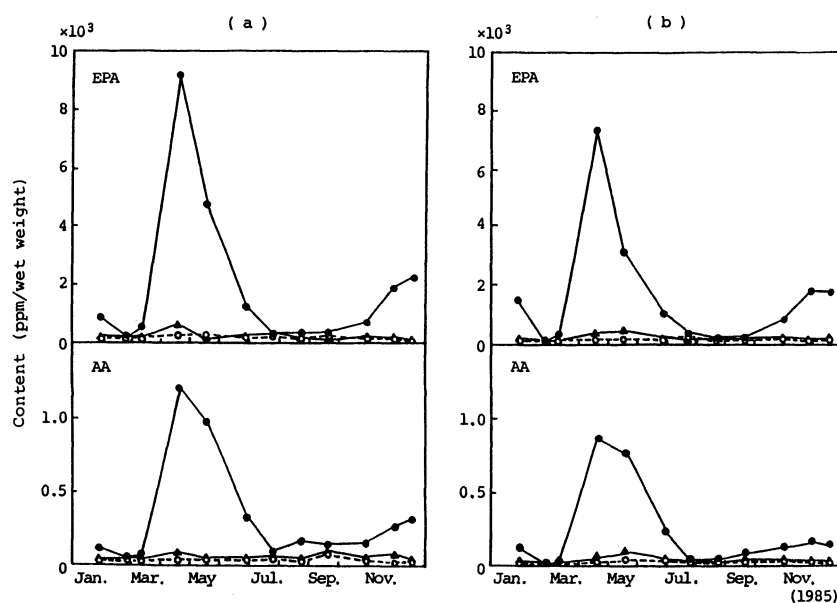 ( a )
×10³
10
8
6
4
2
0
EPA
AA
1.0
0.5
0
Jan. Mar. May Jul. Sep. Nov.
Content (ppm/wet weight)
( b )
×10³
10
8
6
4
2
0
EPA
AA
1.0
0.5
0
Jan. Mar. May Jul. Sep. Nov.
(1985)